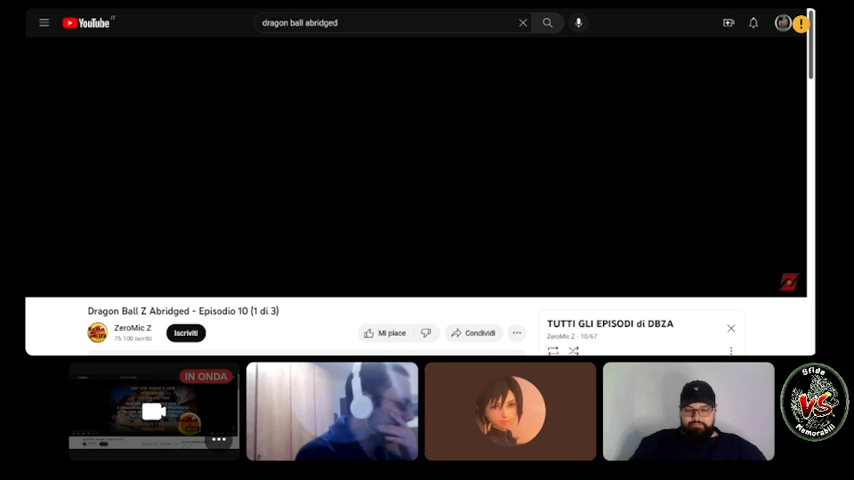 YouTube IT
dragon ball abridged
Dragon Ball Z Abridged - Episodio 10 (1 di 3)
ZeroMic Z
75.100 iscritti
Iscriviti
Mi piace
Condividi
TUTTI GLI EPISODI di DBZA
ZeroMic Z - 10/67
IN ONDA
Sfide
VS
Memorabili